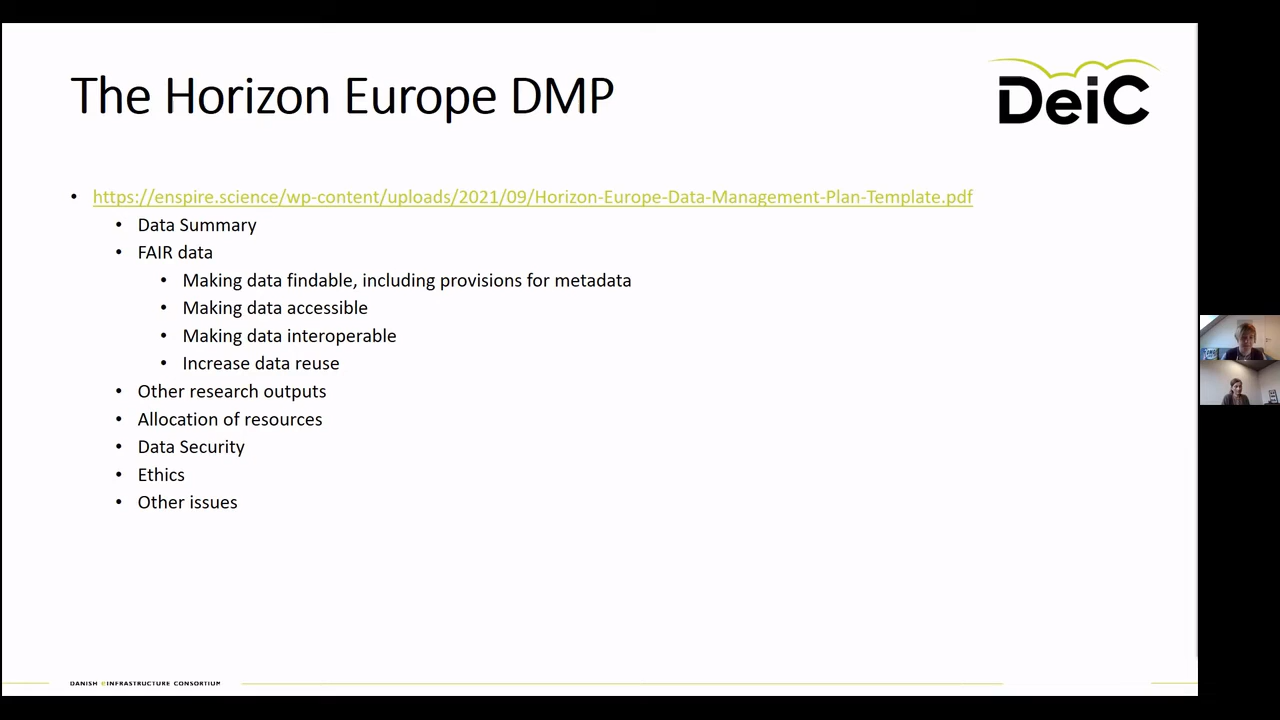 The Horizon Europe DMP
DeiC
• https://enspire.science/wp-content/uploads/2021/09/Horizon-Europe-Data-Management-Plan-Template.pdf
• Data Summary
• FAIR data
• Making data findable, including provisions for metadata
• Making data accessible
• Making data interoperable
• Increase data reuse
• Other research outputs
• Allocation of resources
• Data Security
• Ethics
• Other issues
DANISH eINFRASTRUCTURE CONSORTIUM